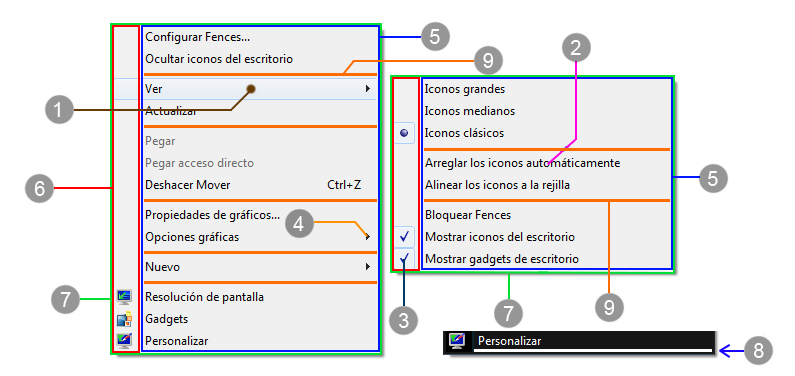 Configurar Fences...
Ocultar iconos del escritorio
Ver
Actualizar
Pegar
Pegar acceso directo
Deshacer Mover Ctrl+Z
Propiedades de gráficos...
Opciones gráficas
Nuevo
Resolución de pantalla
Gadgets
Personalizar
1
6
7
4
5
9
2
Iconos grandes
Iconos medianos
Iconos clásicos
Arreglar los iconos automáticamente
Alinear los iconos a la rejilla
Bloquear Fences
Mostrar iconos del escritorio
Mostrar gadgets de escritorio
5
3
7
9
Personalizar
8